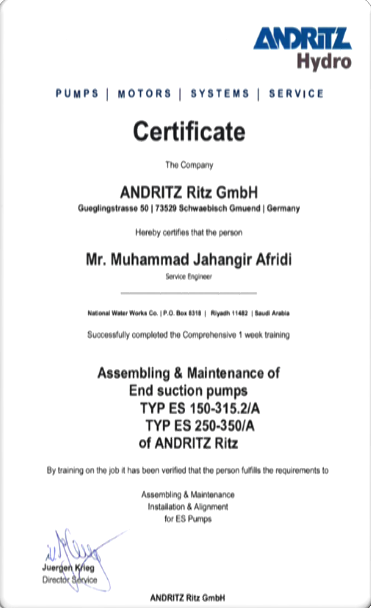 ANDRITZ
Hydro
PUMPS | MOTORS | SYSTEMS | SERVICE
Certificate
The Company
ANDRITZ Ritz GmbH
Gueglingstrasse 50 | 73529 Schwaebisch Gmuend | Germany
Hereby certifies that the person
Mr. Muhammad Jahangir Afridi
Service Engineer
National Water Works Co. | P.O. Box 8318 | Riyadh 11482 | Saudi Arabia
Successfully completed the Comprehensive 1 week training
Assembling & Maintenance of
End suction pumps
TYP ES 150-315.2/A
TYP ES 250-350/A
of ANDRITZ Ritz
By training on the job it has been verified that the person fulfills the requirements to
Assembling & Maintenance
Installation & Alignment
for ES Pumps
Juergen Krieg
Director Service
ANDRITZ Ritz GmbH